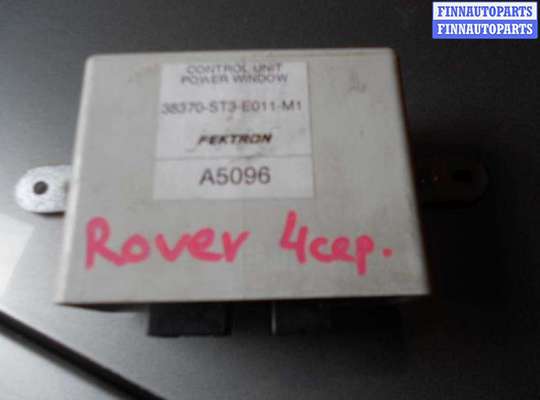 FINNAUTOPARTS
FINNAUTOPARTS
CONTROL UNIT
POWER WINDOW
38370-ST3-E011-M1
PEKTRON
A5096
Rover 4сер.